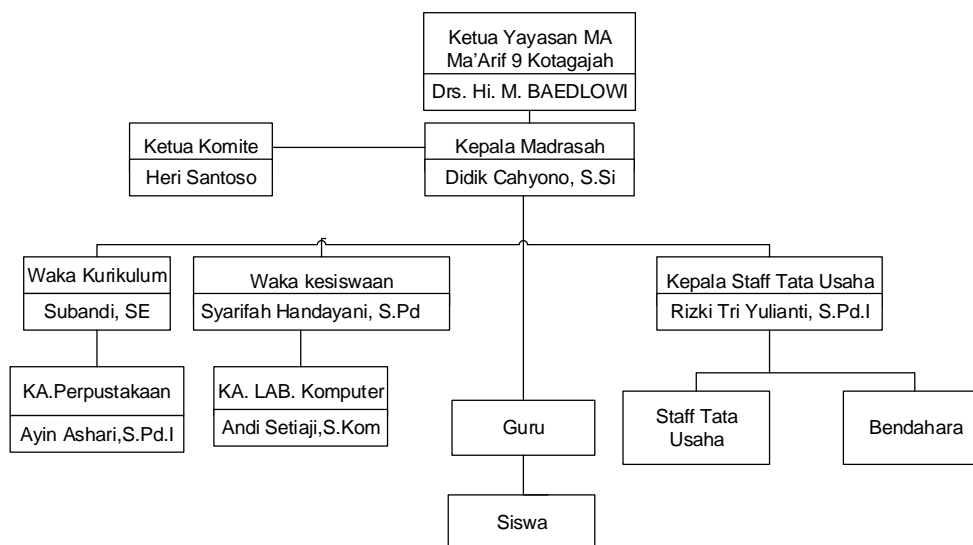 Ketua Yayasan MA
Ma'Arif 9 Kotagajah
Drs. Hi. M. BAEDLOWI
Ketua Komite
Heri Santoso
Kepala Madrasah
Didik Cahyono, S.Si
Waka Kurikulum
Subandi, SE
Waka kesiswaan
Syarifah Handayani, S.Pd
Kepala Staff Tata Usaha
Rizki Tri Yulianti, S.Pd.I
KA.Perpustakaan
Ayin Ashari,S.Pd.I
KA. LAB. Komputer
Andi Setiaji,S.Kom
Guru
Staff Tata
Usaha
Bendahara
Siswa